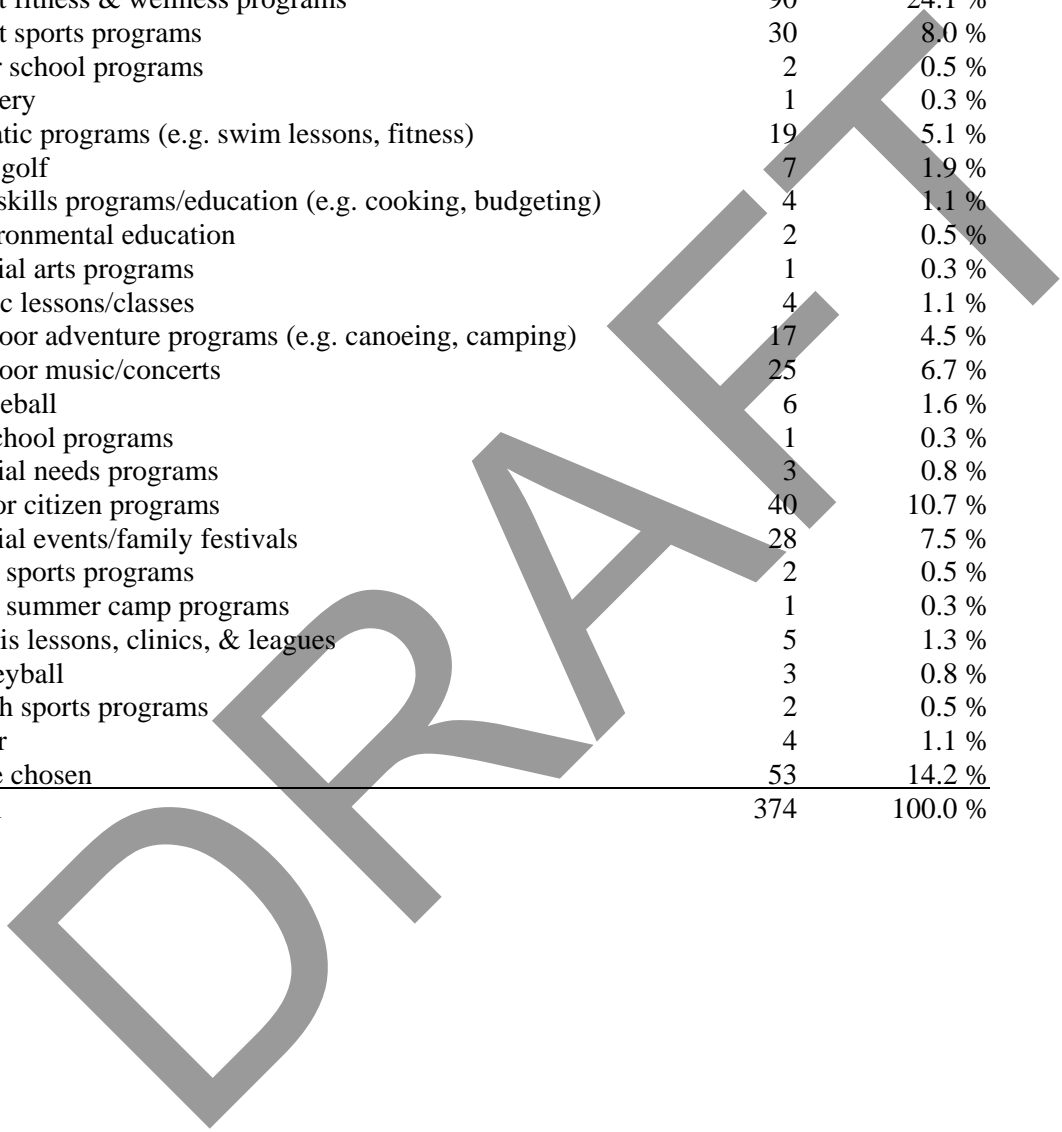 t fitness & wellness programs 90 24.1 %
t sports programs 30 8.0 %
r school programs 2 0.5 %
ery 1 0.3 %
atic programs (e.g. swim lessons, fitness) 19 5.1 %
golf 7 1.9 %
skills programs/education (e.g. cooking, budgeting) 4 1.1 %
ronmental education 2 0.5 %
ial arts programs 1 0.3 %
c lessons/classes 4 1.1 %
oor adventure programs (e.g. canoeing, camping) 17 4.5 %
oor music/concerts 25 6.7 %
eball 6 1.6 %
chool programs 1 0.3 %
ial needs programs 3 0.8 %
or citizen programs 40 10.7 %
ial events/family festivals 28 7.5 %
sports programs 2 0.5 %
summer camp programs 1 0.3 %
is lessons, clinics, & leagues 5 1.3 %
eyball 3 0.8 %
h sports programs 2 0.5 %
r 4 1.1 %
e chosen 53 14.2 %
374 100.0 %
DRAFT